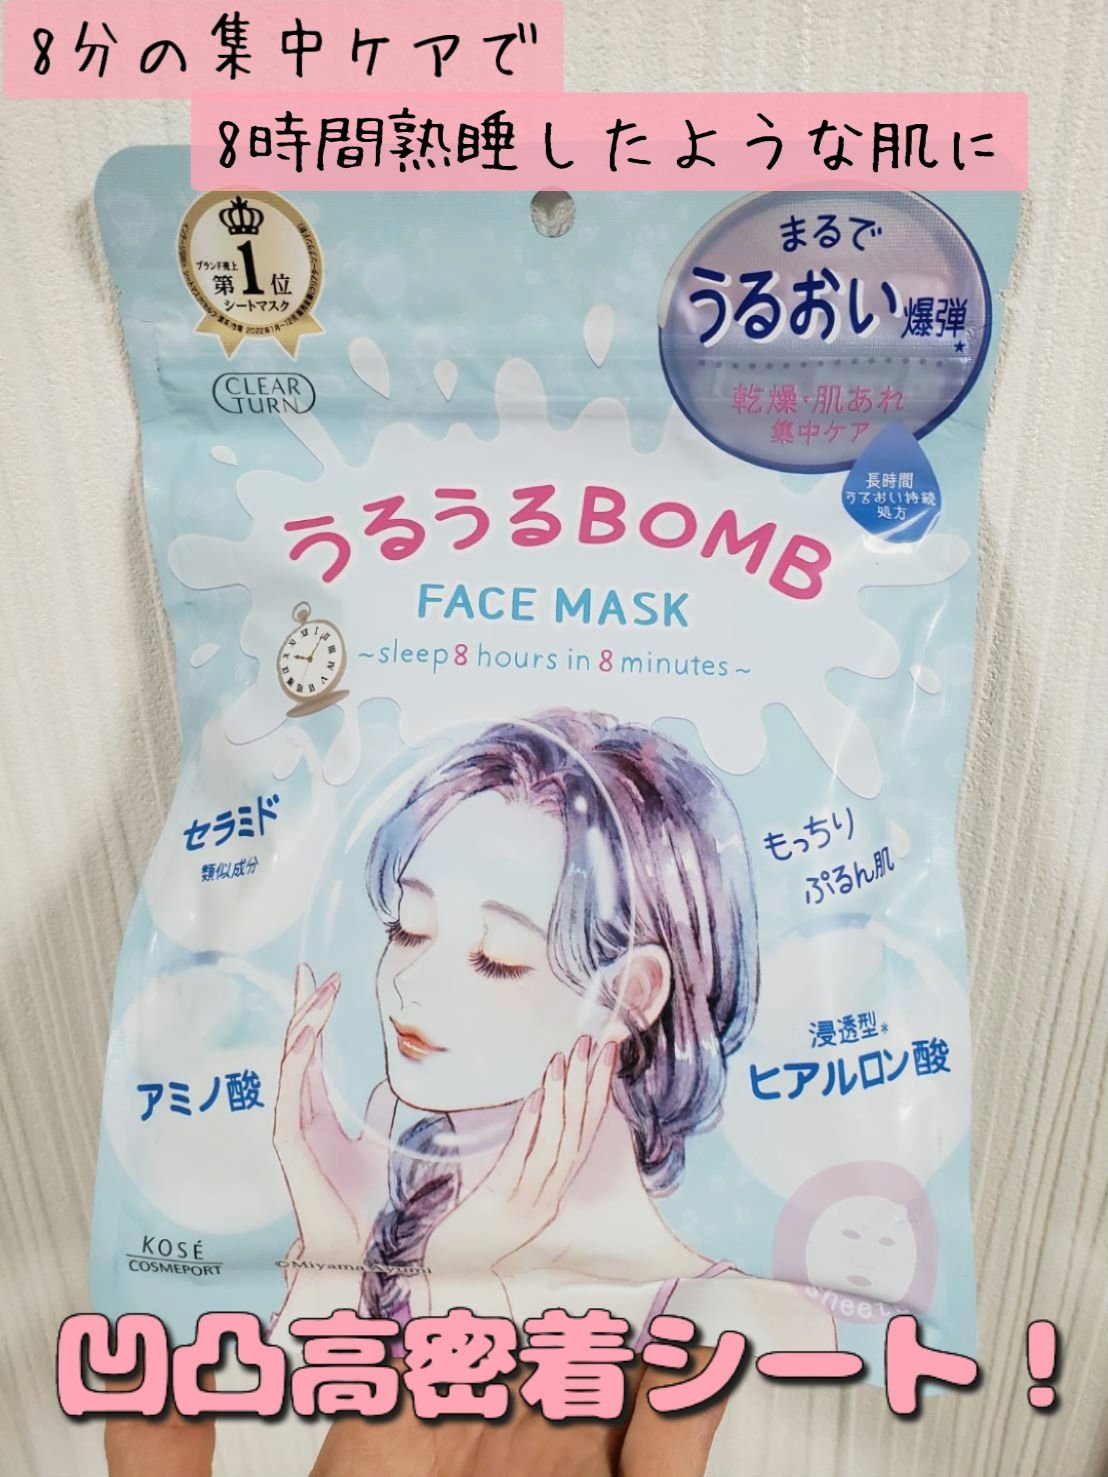 8分の集中ケアで
8時間熟睡したような肌に
ブランド売上
第1位
シートマスク
CLEAR
TURN
まるで
うるおい爆弾★
乾燥・肌あれ
集中ケア
長時間
うるおい持続
処方
うるうるBOMB
FACE MASK
~sleep 8 hours in 8 minutes~
セラミド
類似成分
もっちり
ぷるん肌
アミノ酸
浸透型*
ヒアルロン酸
KOSÉ
COSMEPORT
©Miyama Ayumi
凹凸高密着シート!